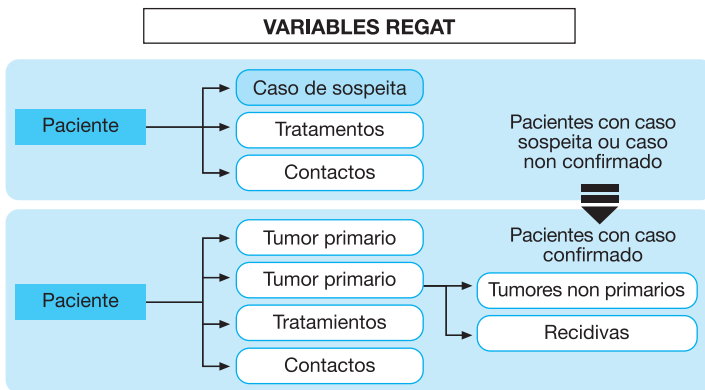 VARIABLES REGAT
Paciente
Caso de sospeita
Tratamentos
Contactos
Pacientes con caso
sospeita ou caso
non confirmado
Paciente
Tumor primario
Tumor primario
Tratamientos
Contactos
Pacientes con caso
confirmado
Tumores non primarios
Recidivas